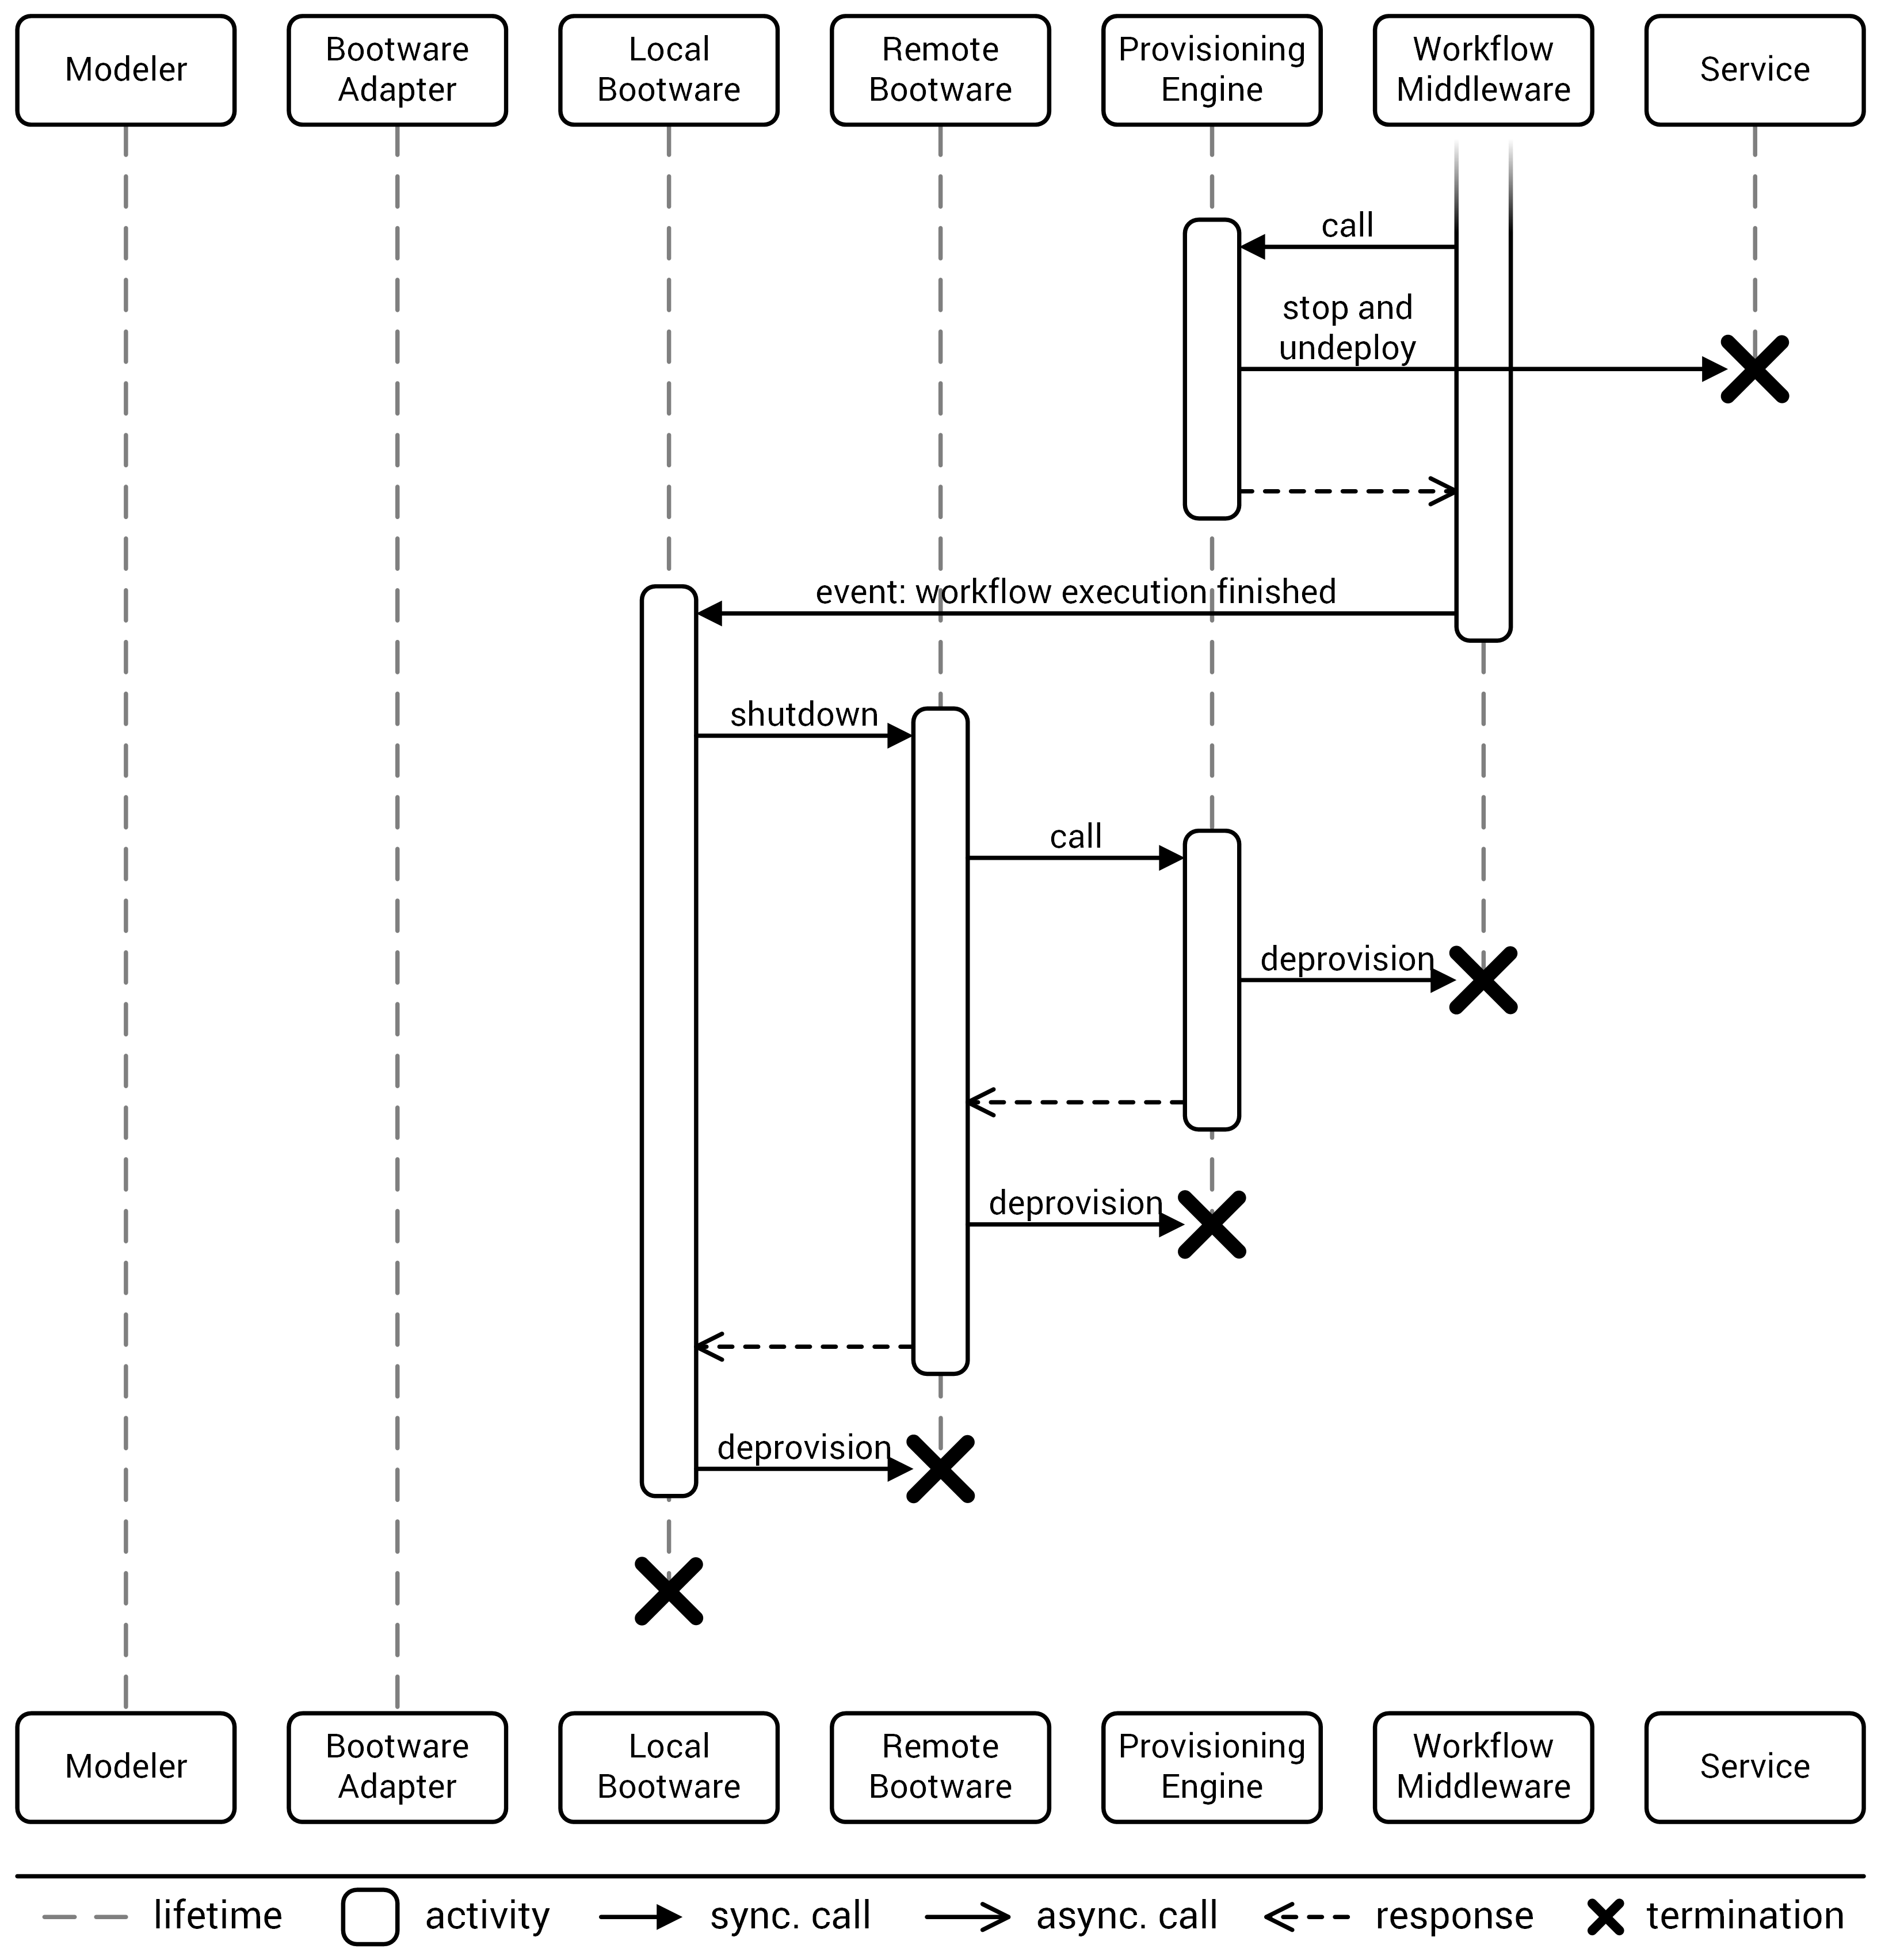 Modeler
Bootware
Adapter
Local
Bootware
Remote
Bootware
Provisioning
Engine
Workflow
Middleware
Service
call
stop and
undeploy
event: workflow execution finished
shutdown
call
deprovision
deprovision
deprovision
Modeler
Bootware
Adapter
Local
Bootware
Remote
Bootware
Provisioning
Engine
Workflow
Middleware
Service
lifetime
activity
sync. call
async. call
response
termination